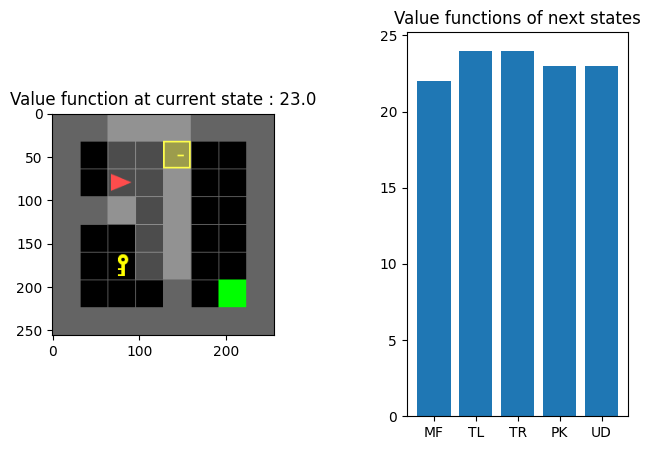 Value functions of next states
Value function at current state : 23.0
0
50
100
150
200
250
0
100
200
25
20
15
10
5
0
MF
TL
TR
PK
UD